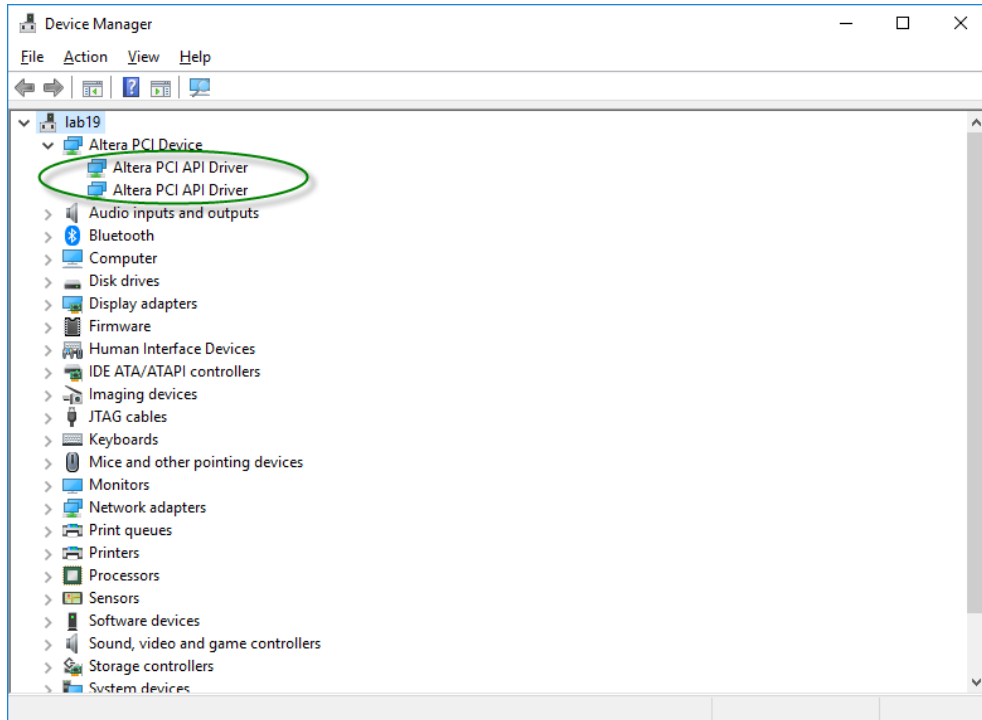 Device Manager
File Action View Help
lab19
Altera PCI Device
Altera PCI API Driver
Altera PCI API Driver
Audio inputs and outputs
Bluetooth
Computer
Disk drives
Display adapters
Firmware
Human Interface Devices
IDE ATA/ATAPI controllers
Imaging devices
JTAG cables
Keyboards
Mice and other pointing devices
Monitors
Network adapters
Print queues
Printers
Processors
Sensors
Software devices
Sound, video and game controllers
Storage controllers
System devices